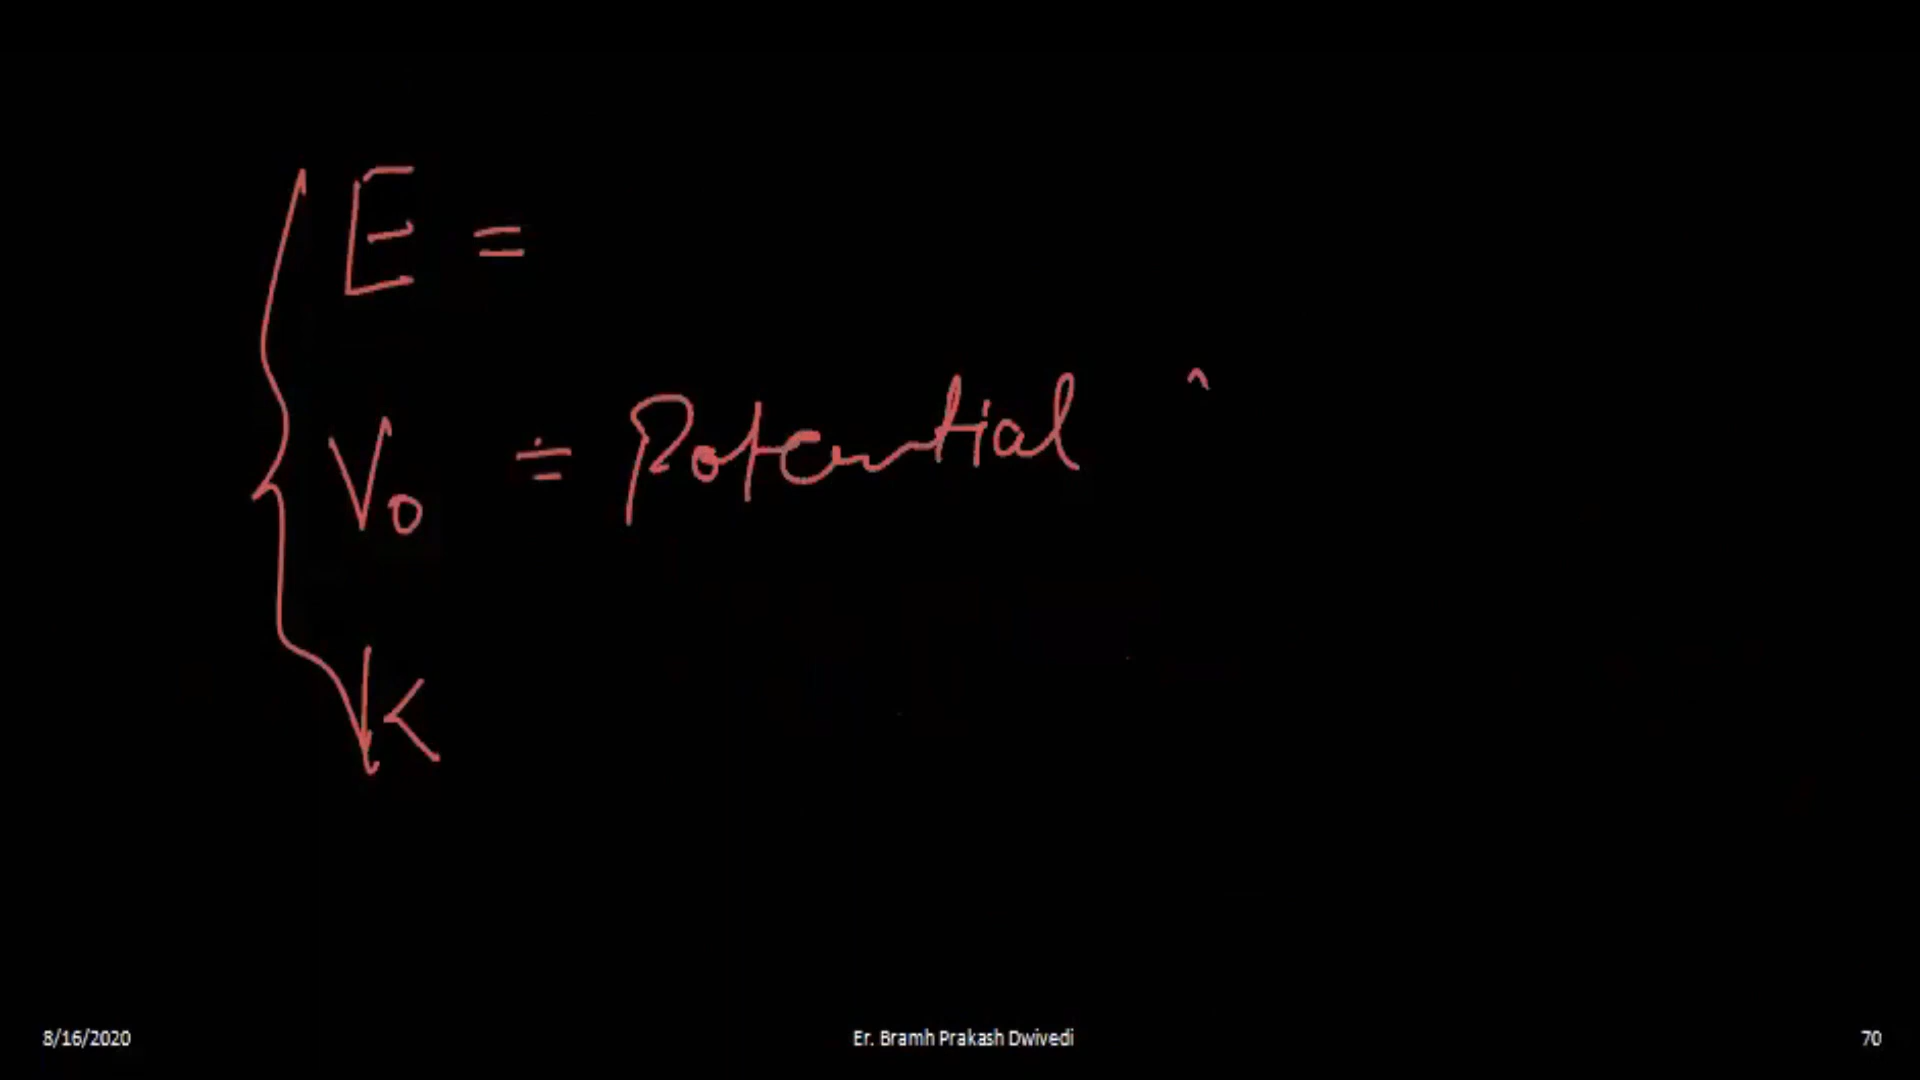 E =
V₀ ÷ Potential
K
8/16/2020 Er. Bramh Prakash Dwivedi 70